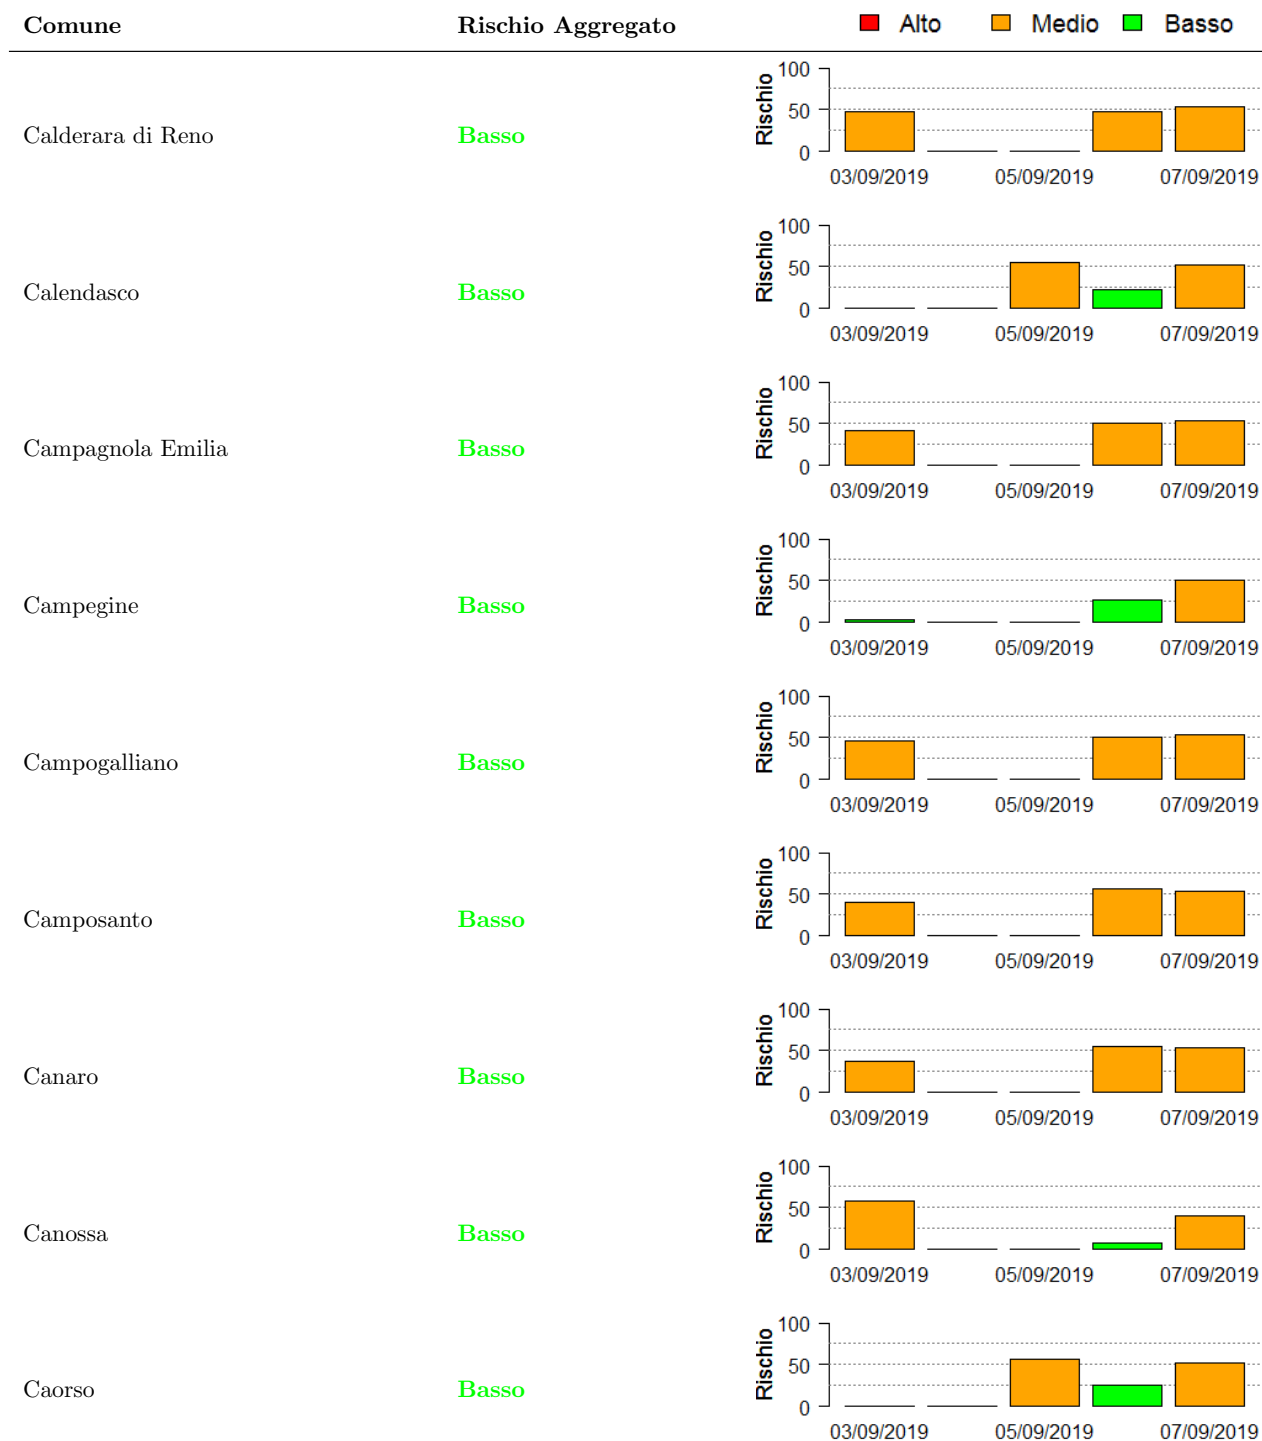 Comune Rischio Aggregato Alto Medio Basso
Calderara di Reno Basso Rischio 100 50 0
03/09/2019 05/09/2019 07/09/2019
Calendasco Basso Rischio 100 50 0
03/09/2019 05/09/2019 07/09/2019
Campagnola Emilia Basso Rischio 100 50 0
03/09/2019 05/09/2019 07/09/2019
Campegine Basso Rischio 100 50 0
03/09/2019 05/09/2019 07/09/2019
Campogalliano Basso Rischio 100 50 0
03/09/2019 05/09/2019 07/09/2019
Camposanto Basso Rischio 100 50 0
03/09/2019 05/09/2019 07/09/2019
Canaro Basso Rischio 100 50 0
03/09/2019 05/09/2019 07/09/2019
Canossa Basso Rischio 100 50 0
03/09/2019 05/09/2019 07/09/2019
Caorso Basso Rischio 100 50 0
03/09/2019 05/09/2019 07/09/2019